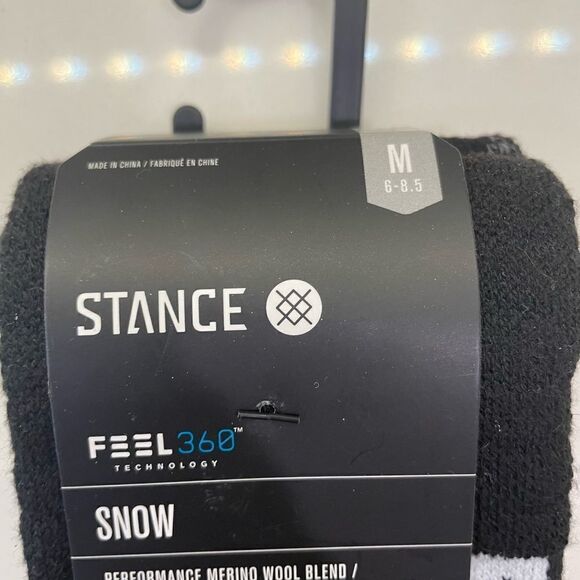 MADE IN CHINA / FABRIQUÉ EN CHINE
M
6-8.5
STANCE
FEEL360™
TECHNOLOGY
SNOW
PERFORMANCE MERINO WOOL BLEND /